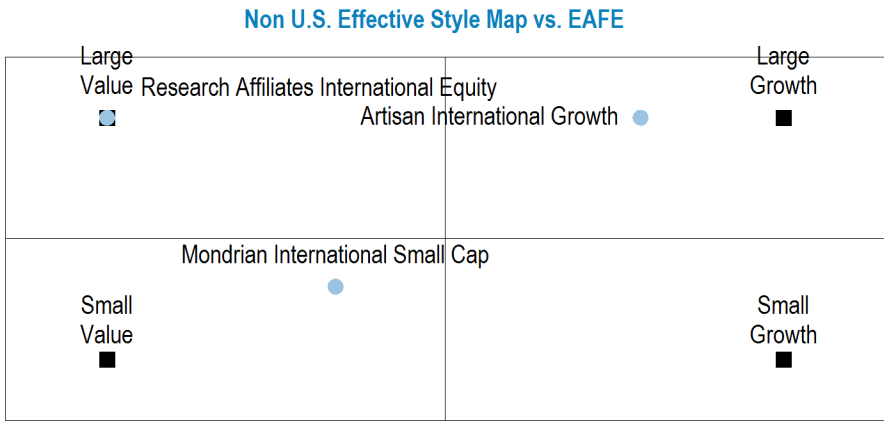 Non U.S. Effective Style Map vs. EAFE
Large
Value
Large
Growth
Research Affiliates International Equity
Artisan International Growth
Mondrian International Small Cap
Small
Value
Small
Growth